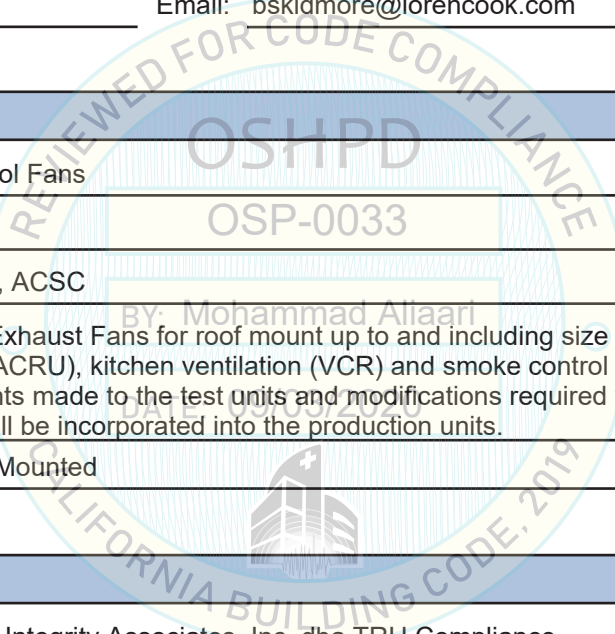 Email: bskidmore@lorencook.com
REVIEWED FOR CODE COMPLIANCE
OSHPD
ol Fans
OSP-0033
, ACSC
BY: Mohammad Aliaari
Exhaust Fans for roof mount up to and including size
ACRU), kitchen ventilation (VCR) and smoke control
nts made to the test units and modifications required
DATE: 09/03/2020
ll be incorporated into the production units.
Mounted
CALIFORNIA BUILDING CODE, 2019
Integrity Associates, Inc. dba TRU Compliance